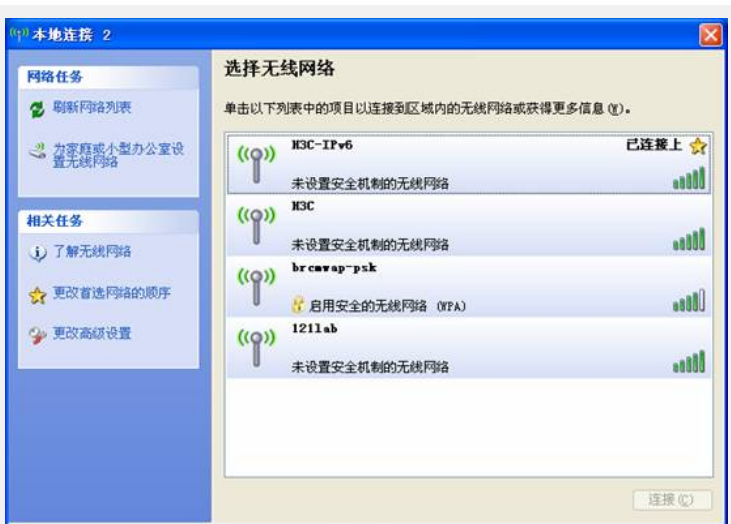 本地连接 2
网络任务
刷新网络列表
为家庭或小型办公室设
置无线网络
相关任务
了解无线网络
更改首选网络的顺序
更改高级设置
选择无线网络
单击以下列表中的项目以连接到区域内的无线网络或获得更多信息(W)。
H3C-IPv6
已连接上
未设置安全机制的无线网络
H3C
未设置安全机制的无线网络
brcmwap-psk
启用安全的无线网络 (WPA)
121lab
未设置安全机制的无线网络
连接(C)